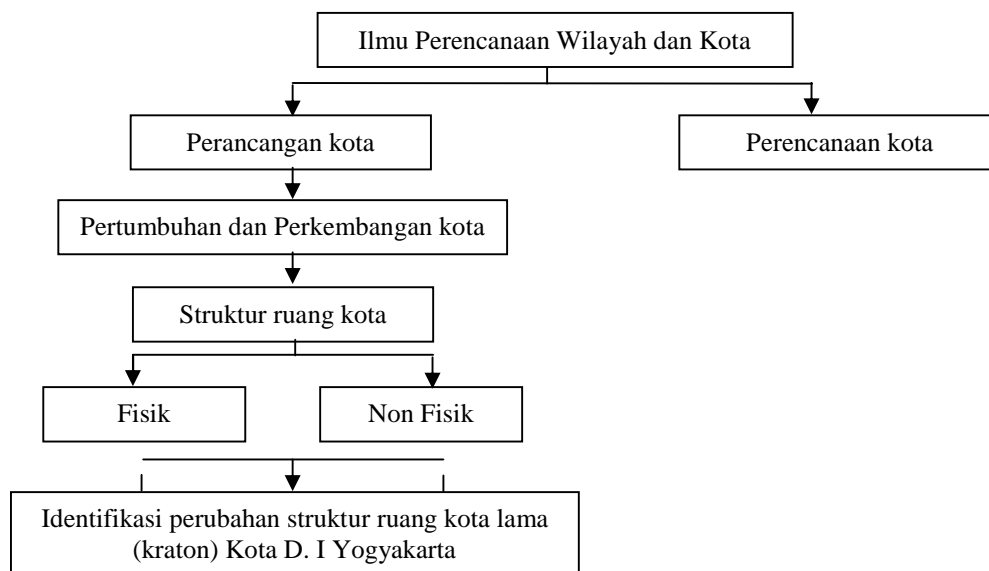 Ilmu Perencanaan Wilayah dan Kota
Perancangan kota
Perencanaan kota
Pertumbuhan dan Perkembangan kota
Struktur ruang kota
Fisik
Non Fisik
Identifikasi perubahan struktur ruang kota lama
(kraton) Kota D. I Yogyakarta